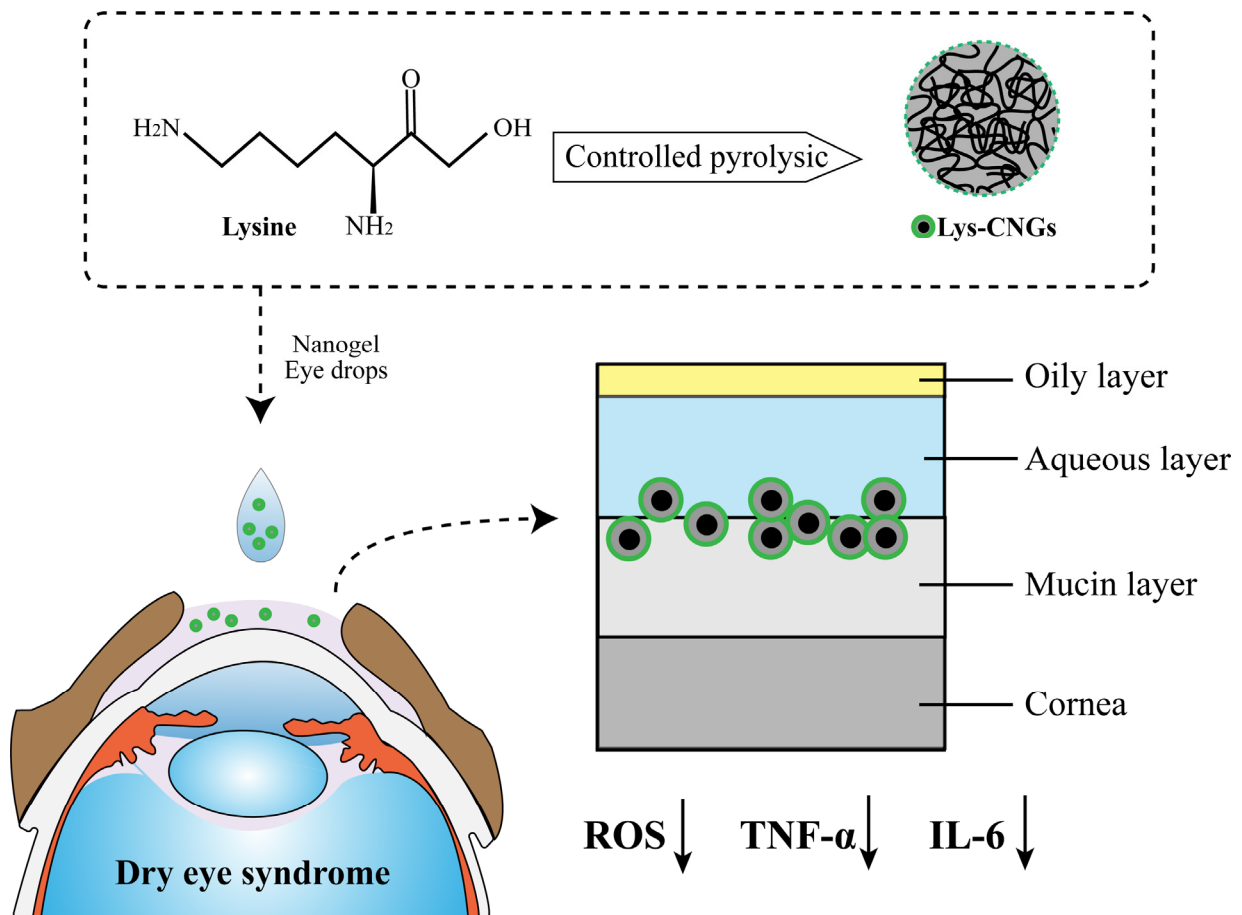 O
H₂N
OH
Controlled pyrolysic
NH₂
Lysine
Lys-CNGs
Nanogel
Eye drops
Oily layer
Aqueous layer
Mucin layer
Cornea
ROS
TNF-α
IL-6
Dry eye syndrome